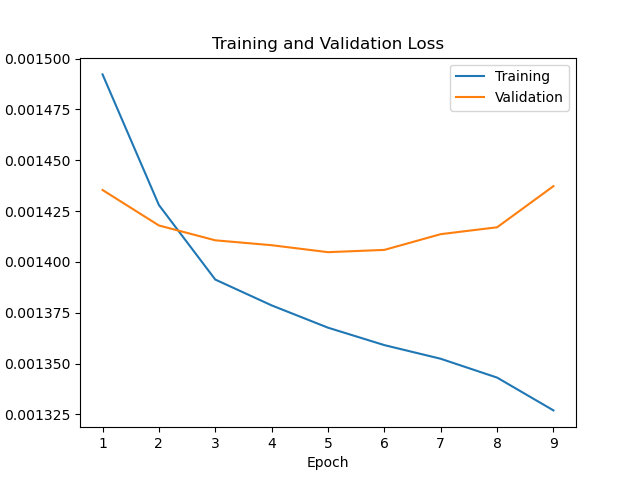 Training and Validation Loss
0.001500
0.001475
0.001450
0.001425
0.001400
0.001375
0.001350
0.001325
Training
Validation
1 2 3 4 5 6 7 8 9
Epoch